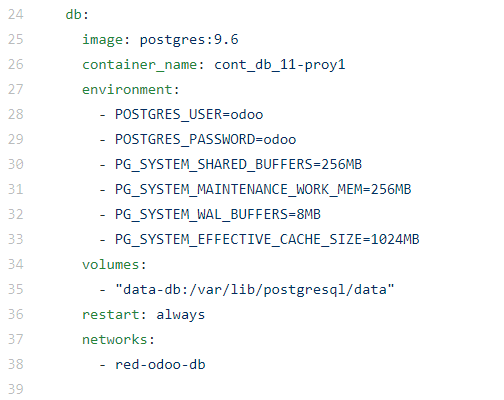 24 db:
25 image: postgres:9.6
26 container_name: cont_db_11-proy1
27 environment:
28 - POSTGRES_USER=odoo
29 - POSTGRES_PASSWORD=odoo
30 - PG_SYSTEM_SHARED_BUFFERS=256MB
31 - PG_SYSTEM_MAINTENANCE_WORK_MEM=256MB
32 - PG_SYSTEM_WAL_BUFFERS=8MB
33 - PG_SYSTEM_EFFECTIVE_CACHE_SIZE=1024MB
34 volumes:
35 - "data-db:/var/lib/postgresql/data"
36 restart: always
37 networks:
38 - red-odoo-db
39